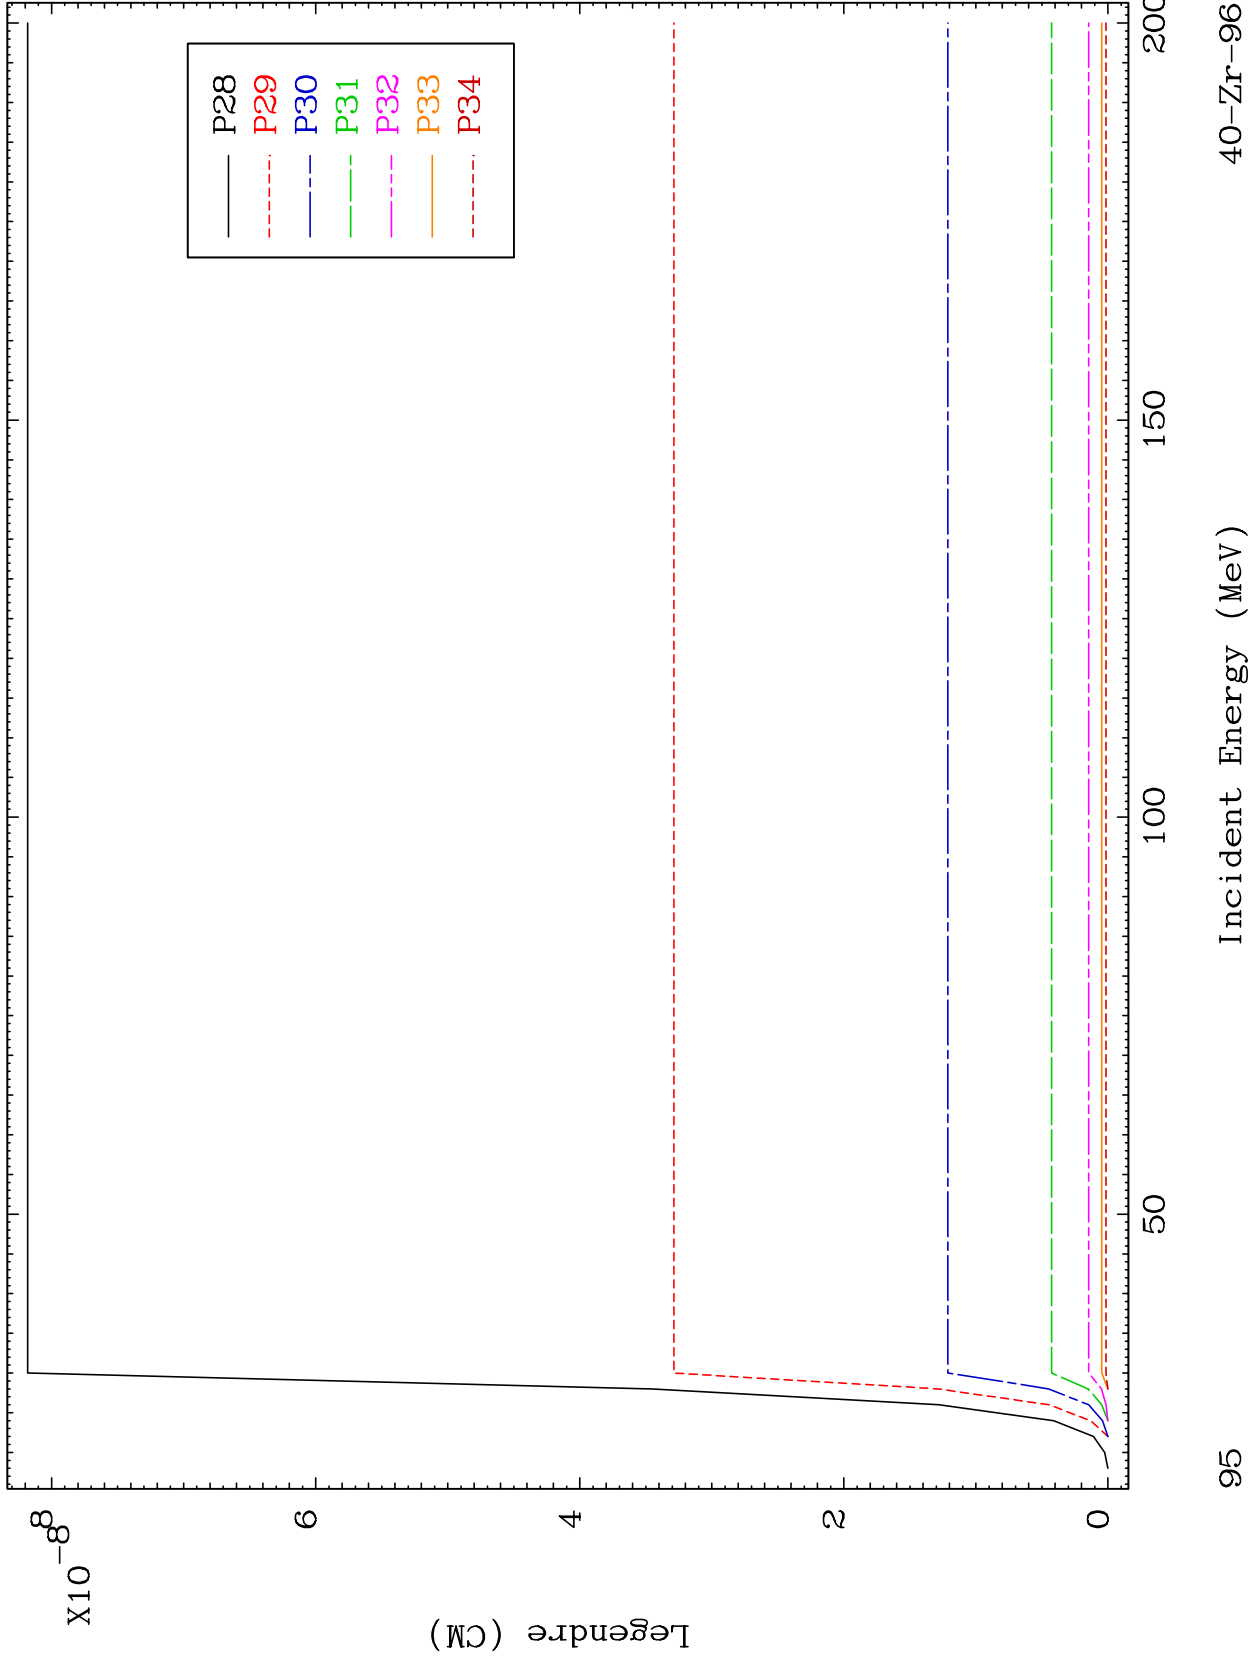 X10
-8
8
6
4
2
0
Legendre (CM)
P28
P29
P30
P31
P32
P33
P34
50
100
150
200
Incident Energy (MeV)
95
40-Zr-96